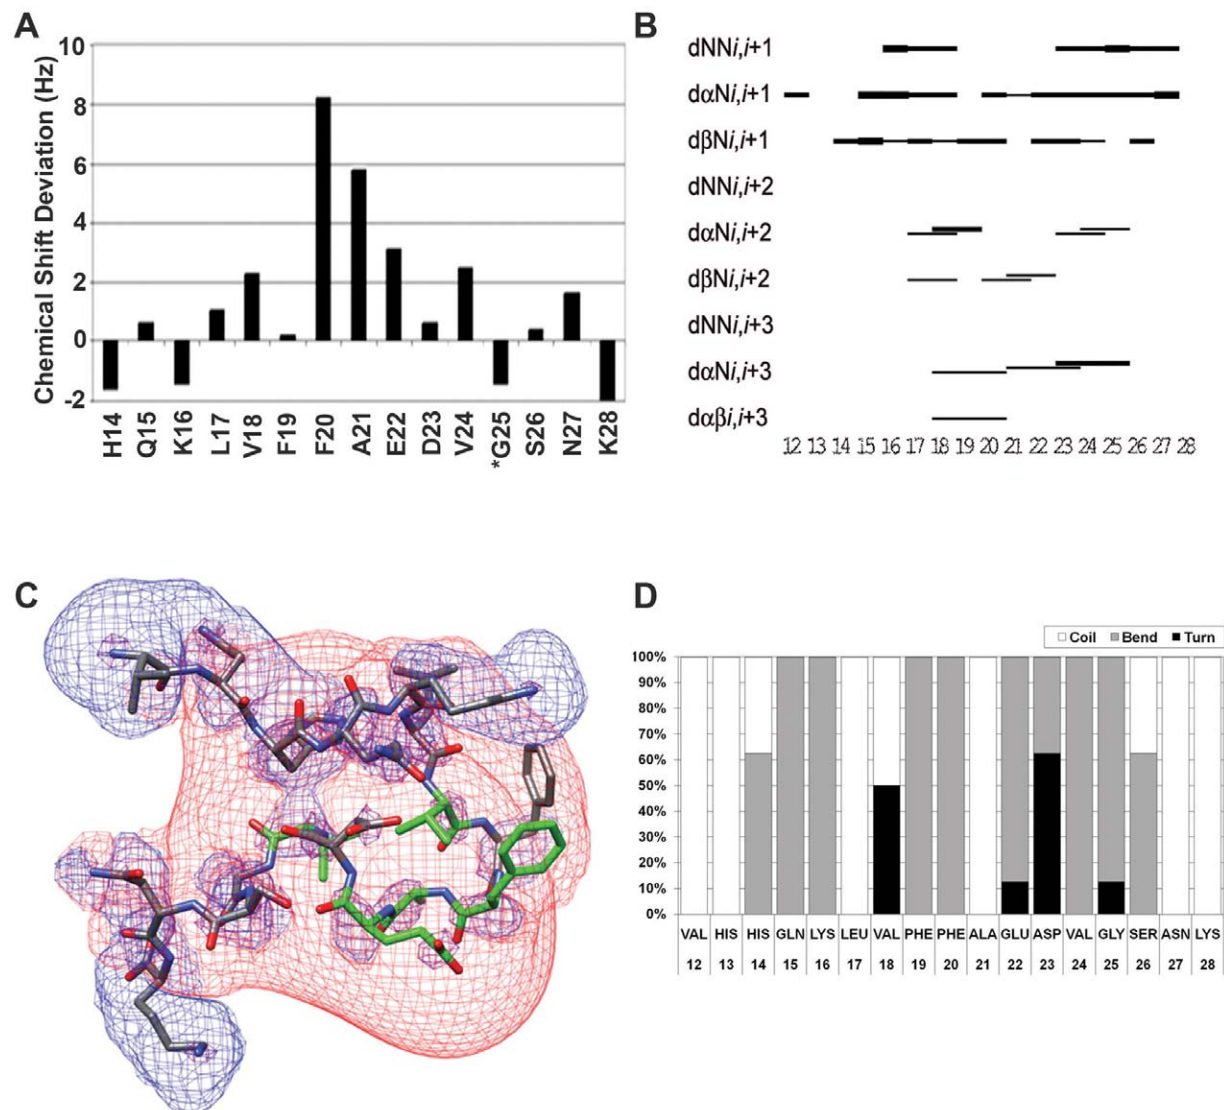 A
Chemical Shift Deviation (Hz)
10
8
6
4
2
0
-2
H14 Q15 K16 L17 V18 F19 F20 A21 E22 D23 V24 *G25 S26 N27 K28
B
dNNi,i+1
dαNi,i+1
dβNi,i+1
dNNi,i+2
dαNi,i+2
dβNi,i+2
dNNi,i+3
dαNi,i+3
dαβi,i+3
12 13 14 15 16 17 18 19 20 21 22 23 24 25 26 27 28
C
D
Coil Bend Turn
100%
90%
80%
70%
60%
50%
40%
30%
20%
10%
0%
VAL HIS HIS GLN LYS LEU VAL PHE PHE ALA GLU ASP VAL GLY SER ASN LYS
12 13 14 15 16 17 18 19 20 21 22 23 24 25 26 27 28